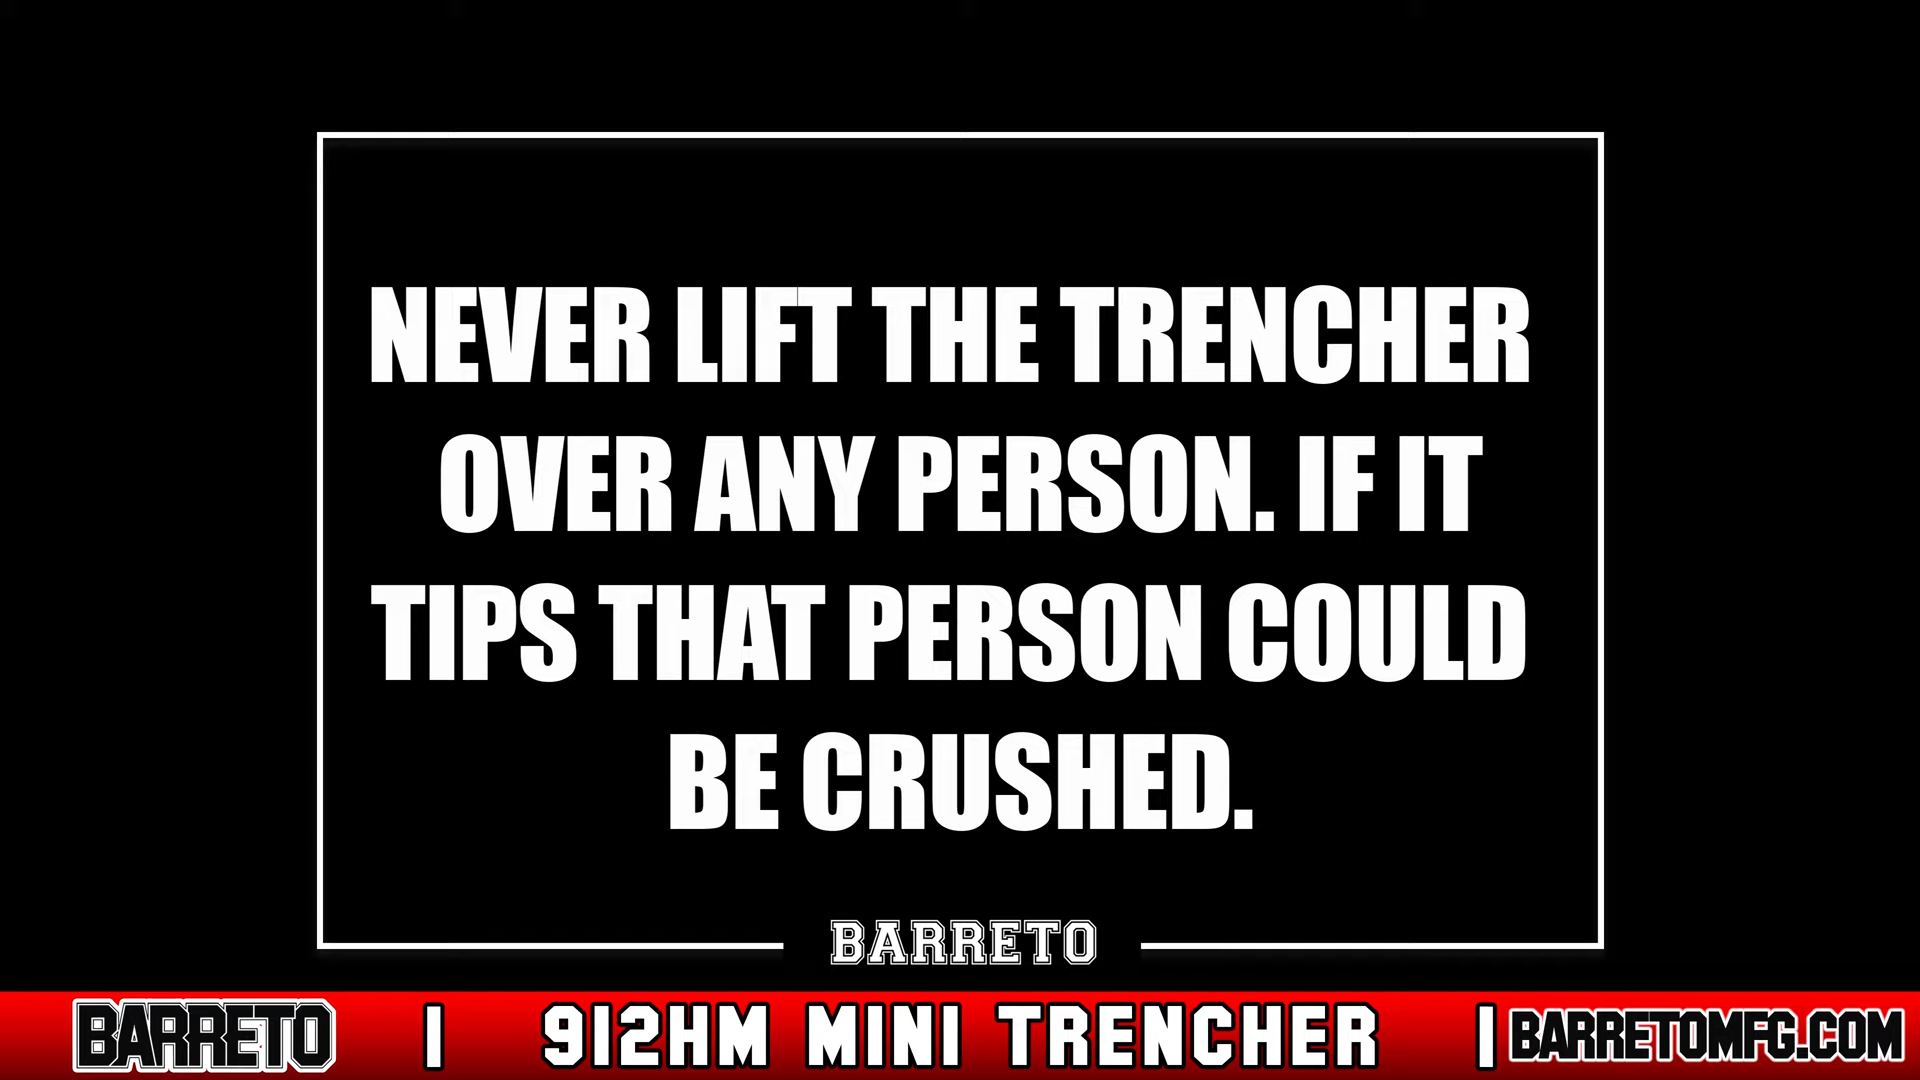 NEVER LIFT THE TRENCHER
OVER ANY PERSON. IF IT
TIPS THAT PERSON COULD
BE CRUSHED.
BARRETO
BARRETO | 912HM MINI TRENCHER | BARRETOMFG.COM